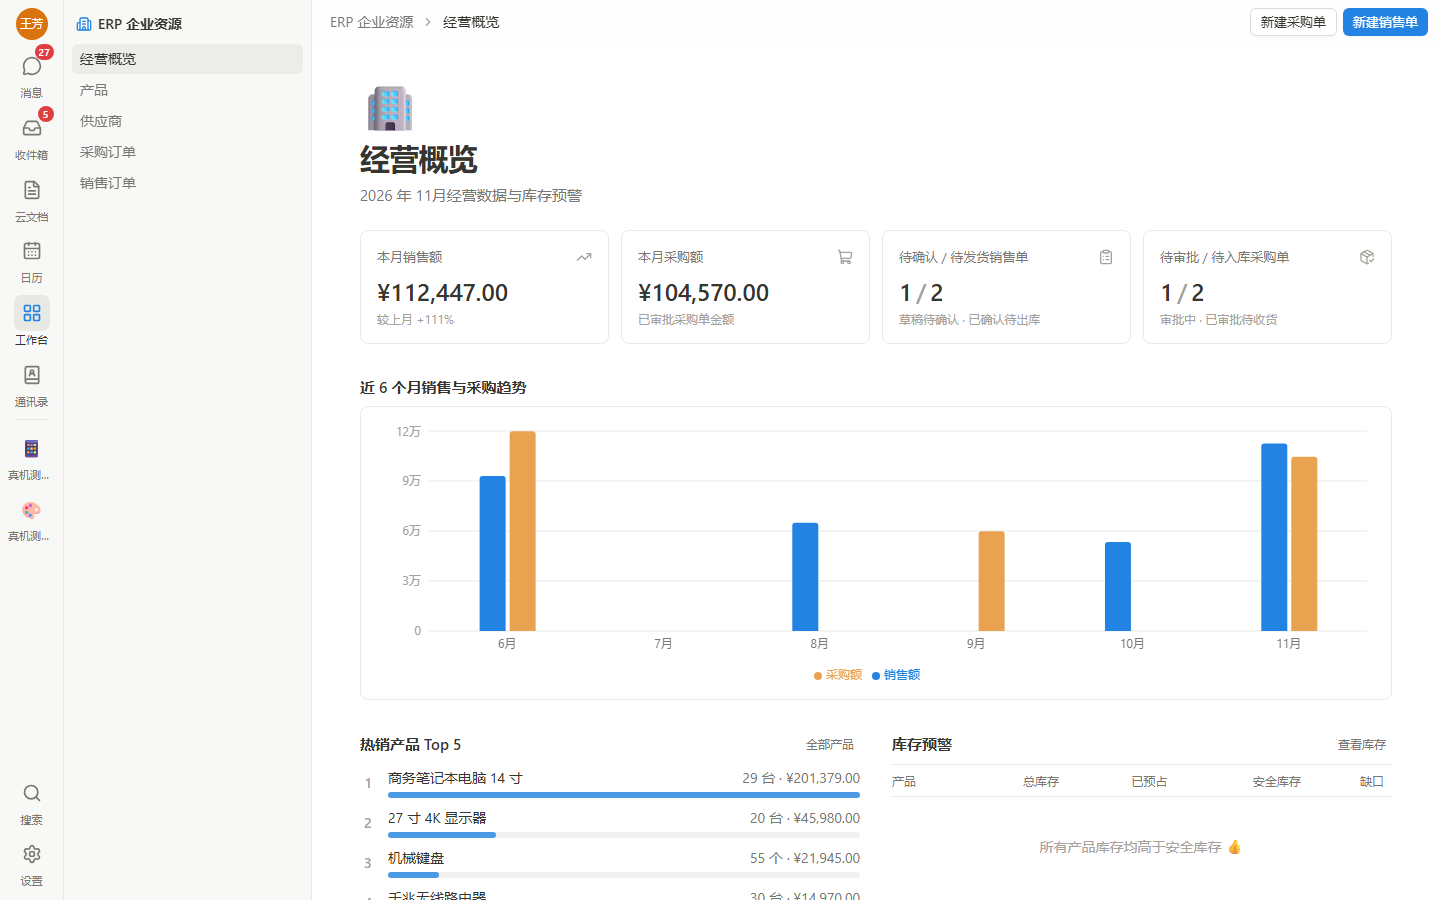 王芳
27
消息
5
收件箱
云文档
日历
工作台
通讯录
真机测...
真机测...
搜索
设置
ERP 企业资源
经营概览
产品
供应商
采购订单
销售订单
ERP 企业资源 > 经营概览
新建采购单
新建销售单
经营概览
2026 年 11月经营数据与库存预警
本月销售额
¥112,447.00
较上月 +111%
本月采购额
¥104,570.00
已审批采购单金额
待确认 / 待发货销售单
1 / 2
草稿待确认 · 已确认待出库
待审批 / 待入库采购单
1 / 2
审批中 · 已审批待收货
近 6 个月销售与采购趋势
12万
9万
6万
3万
0
6月
7月
8月
9月
10月
11月
采购额
销售额
热销产品 Top 5
全部产品
1
商务笔记本电脑 14 寸
29 台 · ¥201,379.00
2
27 寸 4K 显示器
20 台 · ¥45,980.00
3
机械键盘
55 个 · ¥21,945.00
千兆无线路由器
30 台 · ¥14,970.00
库存预警
查看库存
产品
总库存
已预占
安全库存
缺口
所有产品库存均高于安全库存 👍